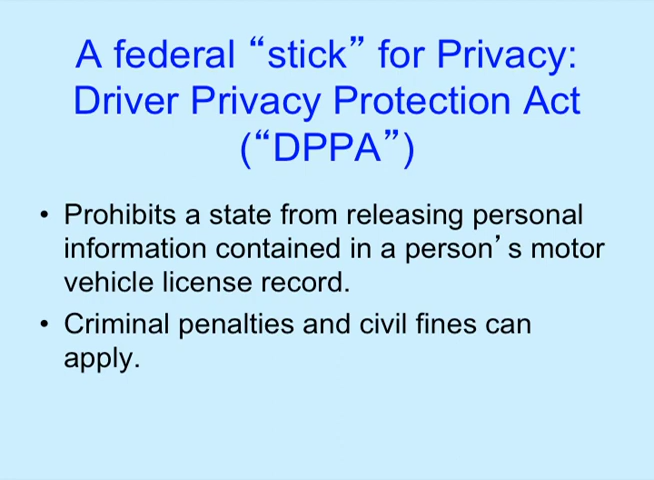 A federal “stick” for Privacy:
Driver Privacy Protection Act
(“DPPA”)
• Prohibits a state from releasing personal
information contained in a person’s motor
vehicle license record.
• Criminal penalties and civil fines can
apply.